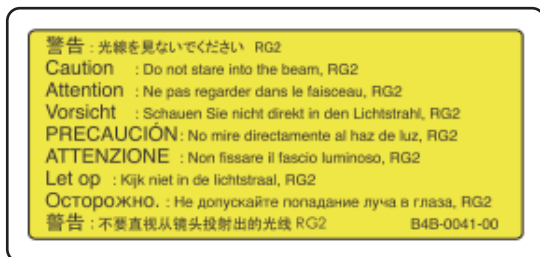 警告 : 光線を見ないでください RG2
Caution : Do not stare into the beam, RG2
Attention : Ne pas regarder dans le faisceau, RG2
Vorsicht : Schauen Sie nicht direkt in den Lichtstrahl, RG2
PRECAUCIÓN : No mire directamente al haz de luz, RG2
ATTENZIONE : Non fissare il fascio luminoso, RG2
Let op : Kijk niet in de lichtstraal, RG2
Осторожно. : Не допускайте попадание луча в глаза, RG2
警告 : 不要直视从镜头投射出的光线 RG2 B4B-0041-00